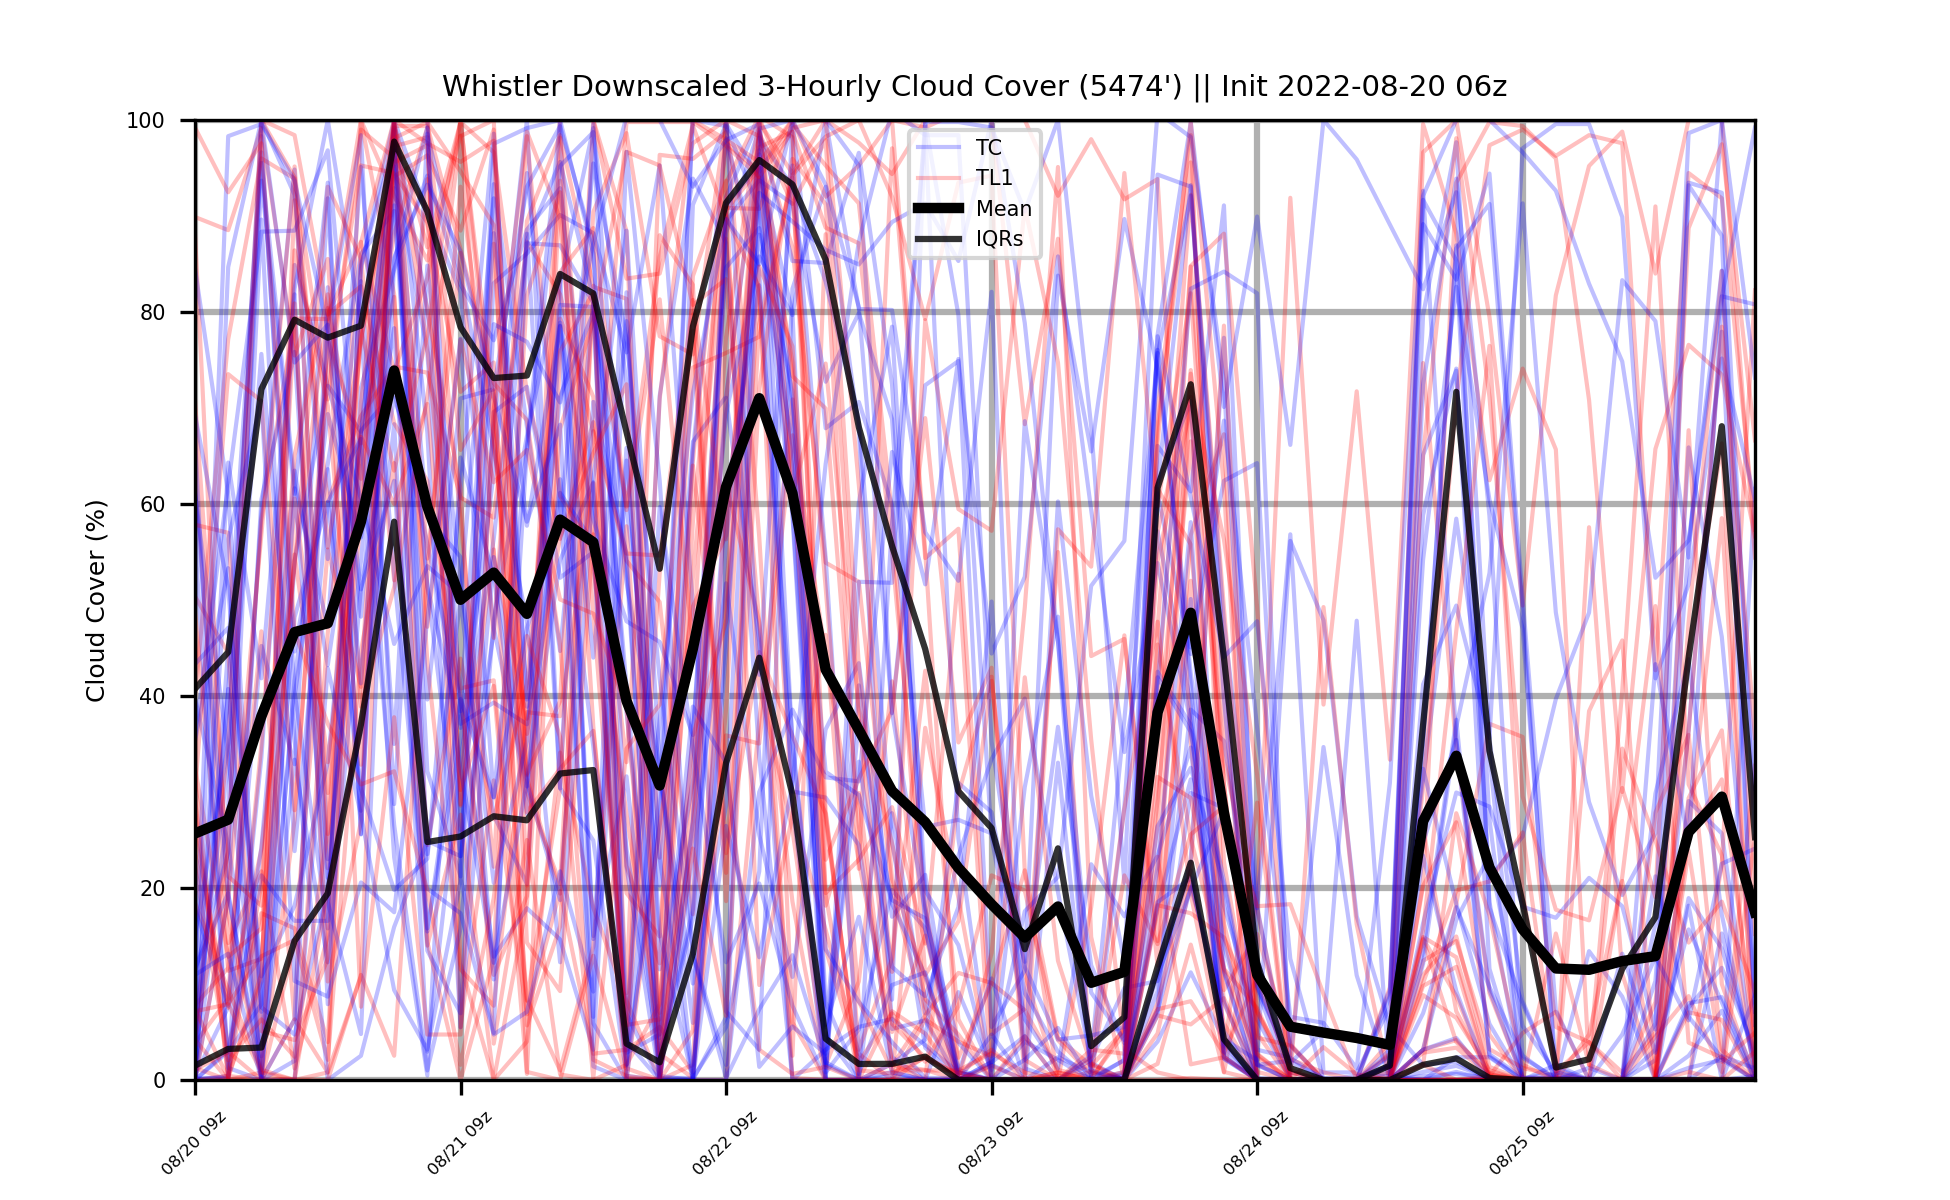 Whistler Downscaled 3-Hourly Cloud Cover (5474') || Init 2022-08-20 06z
Cloud Cover (%)
100
80
60
40
20
0
TC
TL1
Mean
IQRs
08/20 09z
08/21 09z
08/22 09z
08/23 09z
08/24 09z
08/25 09z